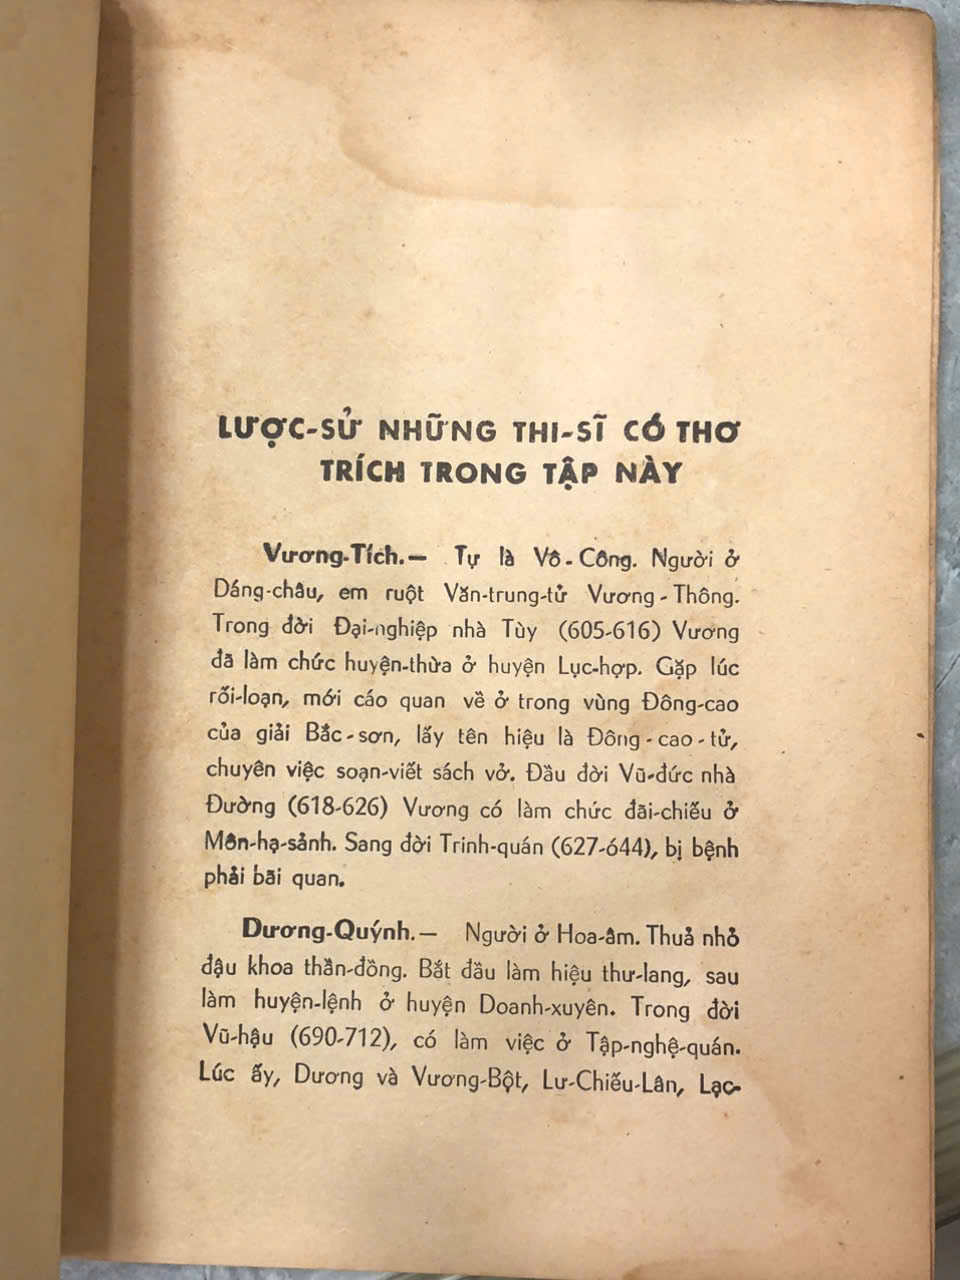 LƯỢC-SỬ NHỮNG THI-SĨ CÓ THƠ
TRÍCH TRONG TẬP NÀY
Vương-Tích.— Tự là Vô-Công. Người ở
Dáng-châu, em ruột Văn-trung-tử Vương-Thông.
Trong đời Đại-nghiệp nhà Tùy (605-616) Vương
đã làm chức huyện-thừa ở huyện Lục-hợp. Gặp lúc
rối-loạn, mới cáo quan về ở trong vùng Đông-cao
của giải Bắc-sơn, lấy tên hiệu là Đông-cao-tử,
chuyên việc soạn-viết sách vở. Đầu đời Vũ-đức nhà
Đường (618-626) Vương có làm chức đãi-chiếu ở
Môn-hạ-sảnh. Sang đời Trinh-quán (627-644), bị bệnh
phải bãi quan.
Dương-Quýnh.— Người ở Hoa-âm. Thuả nhỏ
đậu khoa thần-đồng. Bắt đầu làm hiệu thư-lang, sau
làm huyện-lệnh ở huyện Doanh-xuyên. Trong đời
Vũ-hậu (690-712), có làm việc ở Tập-nghệ-quán.
Lúc ấy, Dương và Vương-Bột, Lư-Chiếu-Lân, Lạc-